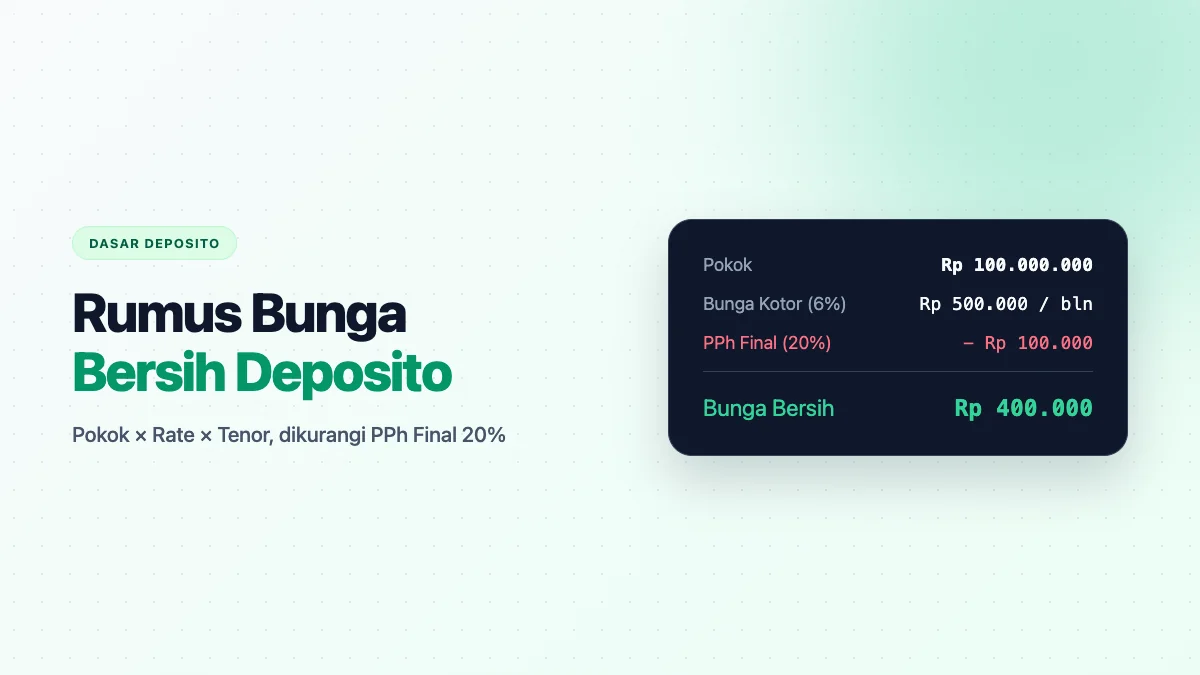 DASAR DEPOSITO
Rumus Bunga
Bersih Deposito
Pokok × Rate × Tenor, dikurangi PPh Final 20%
Pokok Rp 100.000.000
Bunga Kotor (6%) Rp 500.000 / bln
PPh Final (20%) − Rp 100.000
Bunga Bersih Rp 400.000